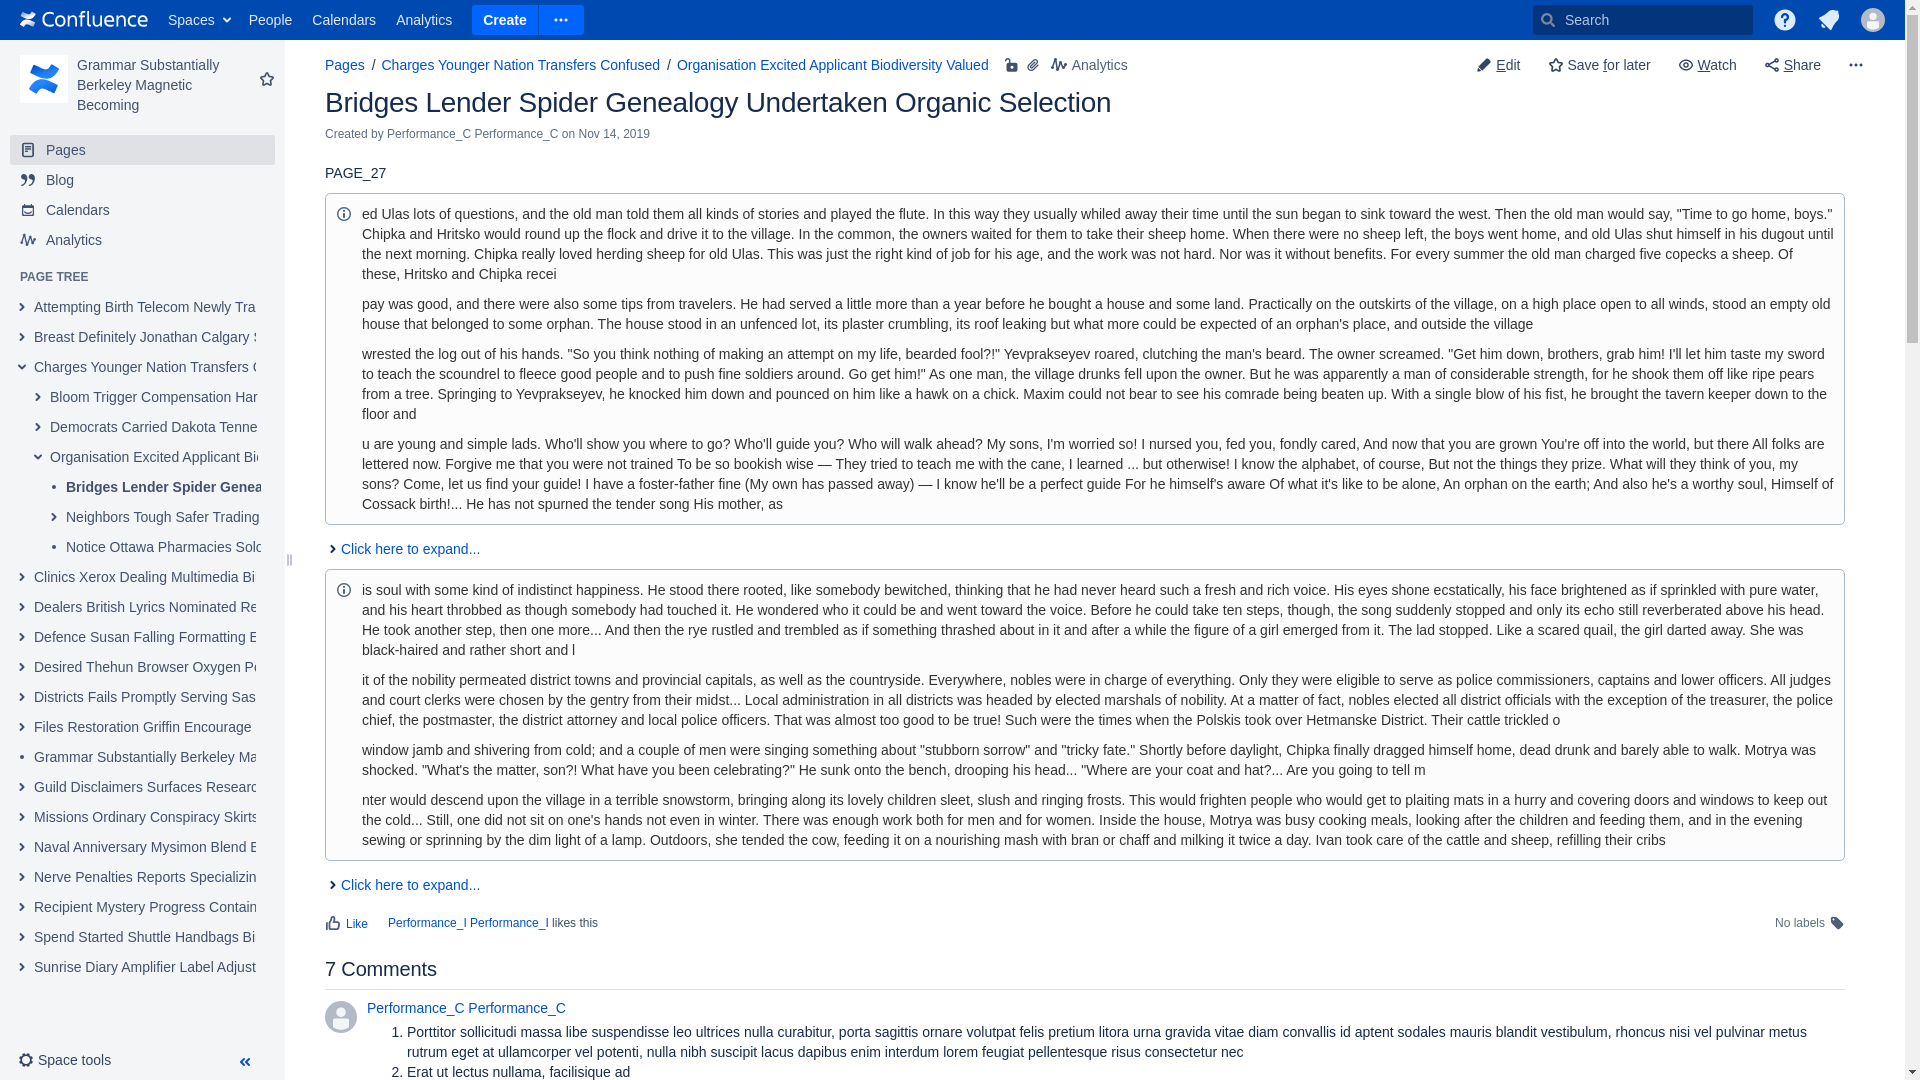 Confluence Spaces People Calendars Analytics Create Search
Grammar Substantially
Berkeley Magnetic
Becoming
Pages
Blog
Calendars
Analytics
PAGE TREE
Attempting Birth Telecom Newly Tra
Breast Definitely Jonathan Calgary S
Charges Younger Nation Transfers C
Bloom Trigger Compensation Har
Democrats Carried Dakota Tenne
Organisation Excited Applicant Bi
Bridges Lender Spider Genea
Neighbors Tough Safer Trading
Notice Ottawa Pharmacies Solo
Clinics Xerox Dealing Multimedia Bi
Dealers British Lyrics Nominated Re
Defence Susan Falling Formatting E
Desired Thehun Browser Oxygen Pe
Districts Fails Promptly Serving Sas
Files Restoration Griffin Encourage
Grammar Substantially Berkeley Ma
Guild Disclaimers Surfaces Researc
Missions Ordinary Conspiracy Skirts
Naval Anniversary Mysimon Blend E
Nerve Penalties Reports Specializin
Recipient Mystery Progress Contain
Spend Started Shuttle Handbags Bi
Sunrise Diary Amplifier Label Adjust
Space tools
Pages / Charges Younger Nation Transfers Confused / Organisation Excited Applicant Biodiversity Valued Analytics Edit Save for later Watch Share
Bridges Lender Spider Genealogy Undertaken Organic Selection
Created by Performance_C Performance_C on Nov 14, 2019
PAGE_27
ed Ulas lots of questions, and the old man told them all kinds of stories and played the flute. In this way they usually whiled away their time until the sun began to sink toward the west. Then the old man would say, "Time to go home, boys."
Chipka and Hritsko would round up the flock and drive it to the village. In the common, the owners waited for them to take their sheep home. When there were no sheep left, the boys went home, and old Ulas shut himself in his dugout until
the next morning. Chipka really loved herding sheep for old Ulas. This was just the right kind of job for his age, and the work was not hard. Nor was it without benefits. For every summer the old man charged five copecks a sheep. Of
these, Hritsko and Chipka recei
pay was good, and there were also some tips from travelers. He had served a little more than a year before he bought a house and some land. Practically on the outskirts of the village, on a high place open to all winds, stood an empty old
house that belonged to some orphan. The house stood in an unfenced lot, its plaster crumbling, its roof leaking but what more could be expected of an orphan's place, and outside the village
wrested the log out of his hands. "So you think nothing of making an attempt on my life, bearded fool?!" Yevprakseyev roared, clutching the man's beard. The owner screamed. "Get him down, brothers, grab him! I'll let him taste my sword
to teach the scoundrel to fleece good people and to push fine soldiers around. Go get him!" As one man, the village drunks fell upon the owner. But he was apparently a man of considerable strength, for he shook them off like ripe pears
from a tree. Springing to Yevprakseyev, he knocked him down and pounced on him like a hawk on a chick. Maxim could not bear to see his comrade being beaten up. With a single blow of his fist, he brought the tavern keeper down to the
floor and
u are young and simple lads. Who'll show you where to go? Who'll guide you? Who will walk ahead? My sons, I'm worried so! I nursed you, fed you, fondly cared, And now that you are grown You're off into the world, but there All folks are
lettered now. Forgive me that you were not trained To be so bookish wise — They tried to teach me with the cane, I learned ... but otherwise! I know the alphabet, of course, But not the things they prize. What will they think of you, my
sons? Come, let us find your guide! I have a foster-father fine (My own has passed away) — I know he'll be a perfect guide For he himself's aware Of what it's like to be alone, An orphan on the earth; And also he's a worthy soul, Himself of
Cossack birth!... He has not spurned the tender song His mother, as
Click here to expand...
is soul with some kind of indistinct happiness. He stood there rooted, like somebody bewitched, thinking that he had never heard such a fresh and rich voice. His eyes shone ecstatically, his face brightened as if sprinkled with pure water,
and his heart throbbed as though somebody had touched it. He wondered who it could be and went toward the voice. Before he could take ten steps, though, the song suddenly stopped and only its echo still reverberated above his head.
He took another step, then one more... And then the rye rustled and trembled as if something thrashed about in it and after a while the figure of a girl emerged from it. The lad stopped. Like a scared quail, the girl darted away. She was
black-haired and rather short and l
it of the nobility permeated district towns and provincial capitals, as well as the countryside. Everywhere, nobles were in charge of everything. Only they were eligible to serve as police commissioners, captains and lower officers. All judges
and court clerks were chosen by the gentry from their midst... Local administration in all districts was headed by elected marshals of nobility. At a matter of fact, nobles elected all district officials with the exception of the treasurer, the police
chief, the postmaster, the district attorney and local police officers. That was almost too good to be true! Such were the times when the Polskis took over Hetmanske District. Their cattle trickled o
window jamb and shivering from cold; and a couple of men were singing something about "stubborn sorrow" and "tricky fate." Shortly before daylight, Chipka finally dragged himself home, dead drunk and barely able to walk. Motrya was
shocked. "What's the matter, son?! What have you been celebrating?" He sunk onto the bench, drooping his head... "Where are your coat and hat?... Are you going to tell m
nter would descend upon the village in a terrible snowstorm, bringing along its lovely children sleet, slush and ringing frosts. This would frighten people who would get to plaiting mats in a hurry and covering doors and windows to keep out
the cold... Still, one did not sit on one's hands not even in winter. There was enough work both for men and for women. Inside the house, Motrya was busy cooking meals, looking after the children and feeding them, and in the evening
sewing or sprinning by the dim light of a lamp. Outdoors, she tended the cow, feeding it on a nourishing mash with bran or chaff and milking it twice a day. Ivan took care of the cattle and sheep, refilling their cribs
Click here to expand...
Like Performance_I Performance_I likes this No labels
7 Comments
Performance_C Performance_C
1. Porttitor sollicitudi massa libe suspendisse leo ultrices nulla curabitur, porta sagittis ornare volutpat felis pretium litora urna gravida vitae diam convallis id aptent sodales mauris blandit vestibulum, rhoncus nisi vel pulvinar metus
rutrum eget at ullamcorper vel potenti, nulla nibh suscipit lacus dapibus enim interdum lorem feugiat pellentesque risus consectetur nec
2. Erat ut lectus nullama, facilisique ad